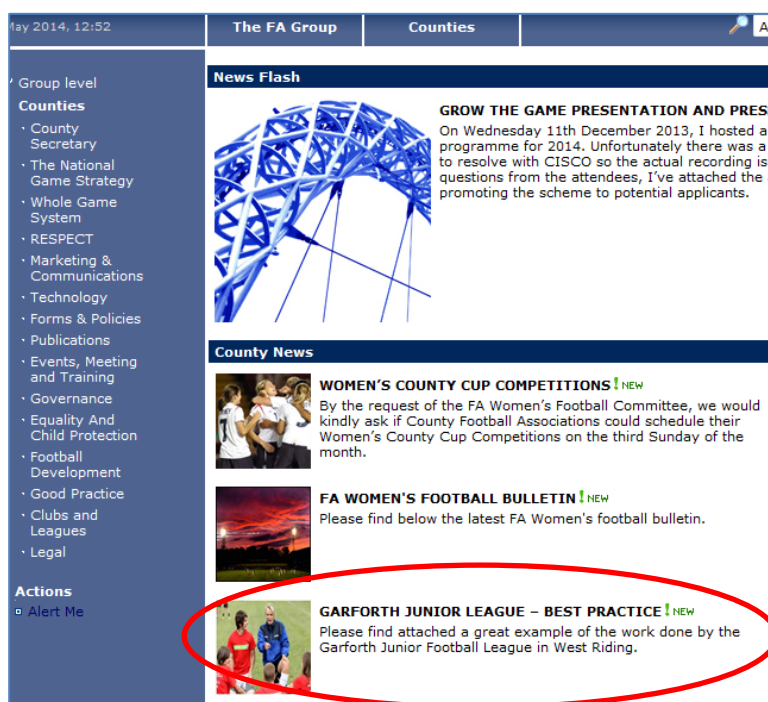 May 2014, 12:52
The FA Group
Counties
Group level
Counties
· County
Secretary
· The National
Game Strategy
· Whole Game
System
· RESPECT
· Marketing &
Communications
· Technology
· Forms & Policies
· Publications
· Events, Meeting
and Training
· Governance
· Equality And
Child Protection
· Football
Development
· Good Practice
· Clubs and
Leagues
· Legal
Actions
Alert Me
News Flash
GROW THE GAME PRESENTATION AND PRES
On Wednesday 11th December 2013, I hosted a
programme for 2014. Unfortunately there was a
to resolve with CISCO so the actual recording is
questions from the attendees, I've attached the
promoting the scheme to potential applicants.
County News
WOMEN'S COUNTY CUP COMPETITIONS ! NEW
By the request of the FA Women's Football Committee, we would
kindly ask if County Football Associations could schedule their
Women's County Cup Competitions on the third Sunday of the
month.
FA WOMEN'S FOOTBALL BULLETIN ! NEW
Please find below the latest FA Women's football bulletin.
GARFORTH JUNIOR LEAGUE – BEST PRACTICE ! NEW
Please find attached a great example of the work done by the
Garforth Junior Football League in West Riding.